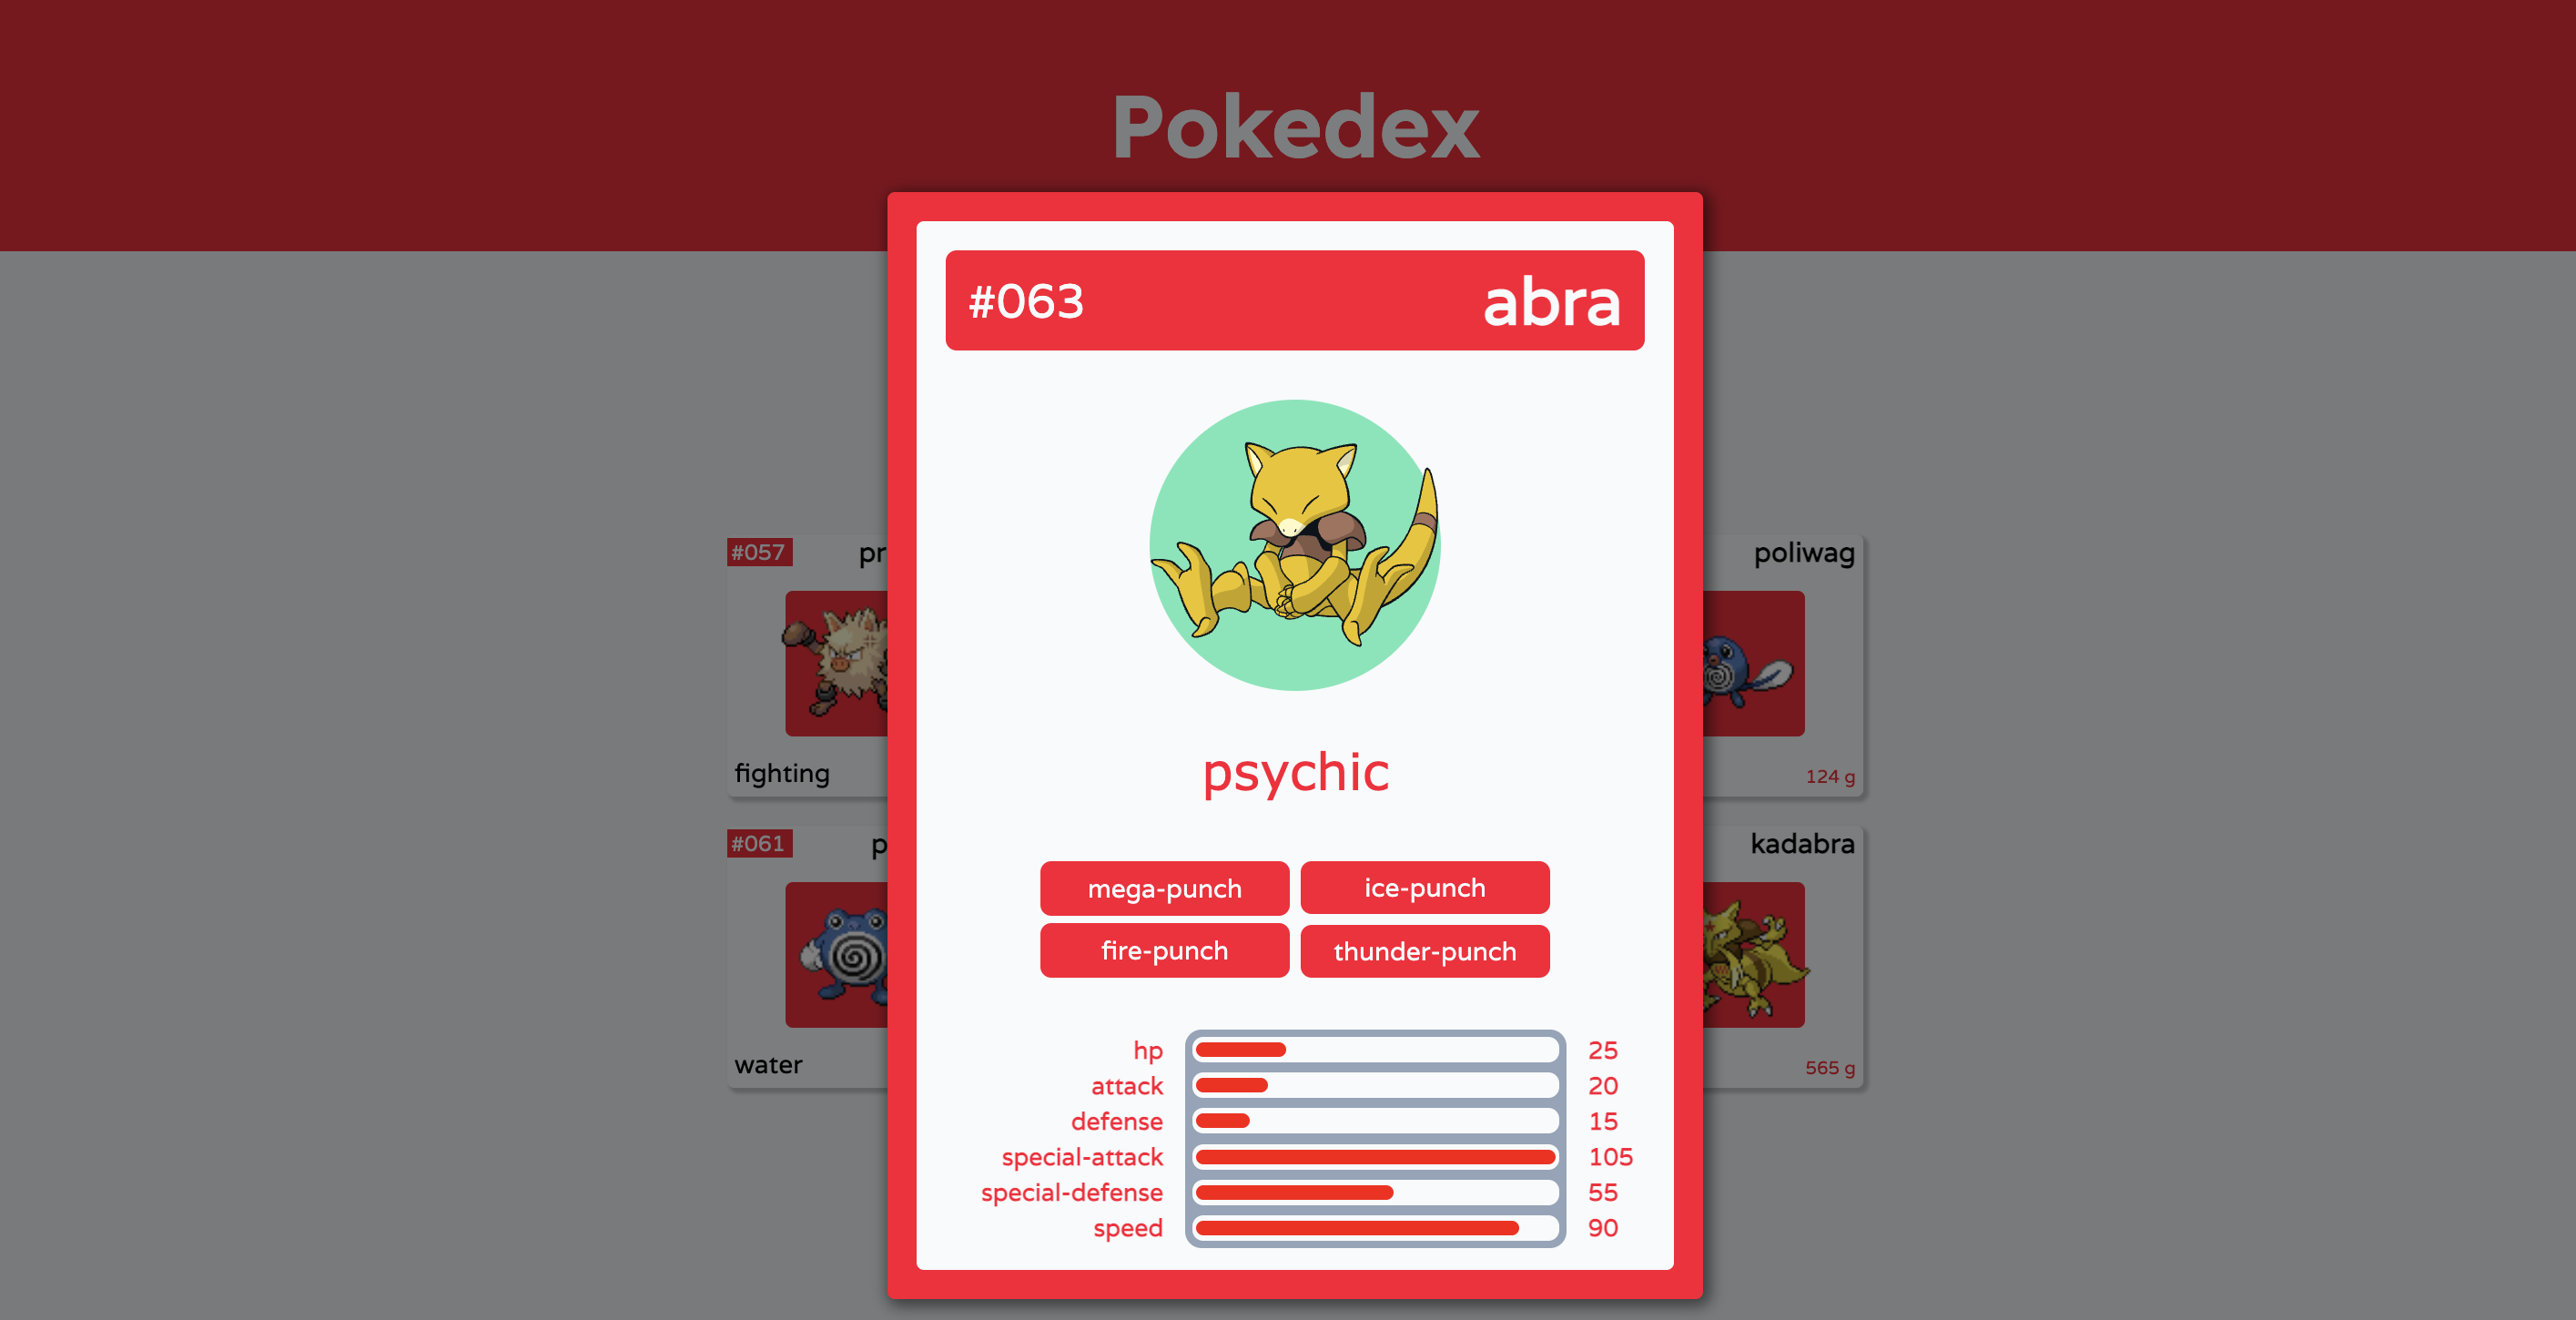 Pokedex
#063 abra
psychic
mega-punch ice-punch
fire-punch thunder-punch
hp 25
attack 20
defense 15
special-attack 105
special-defense 55
speed 90
#057 pr
fighting
poliwag
124 g
#061 p
water
kadabra
565 g